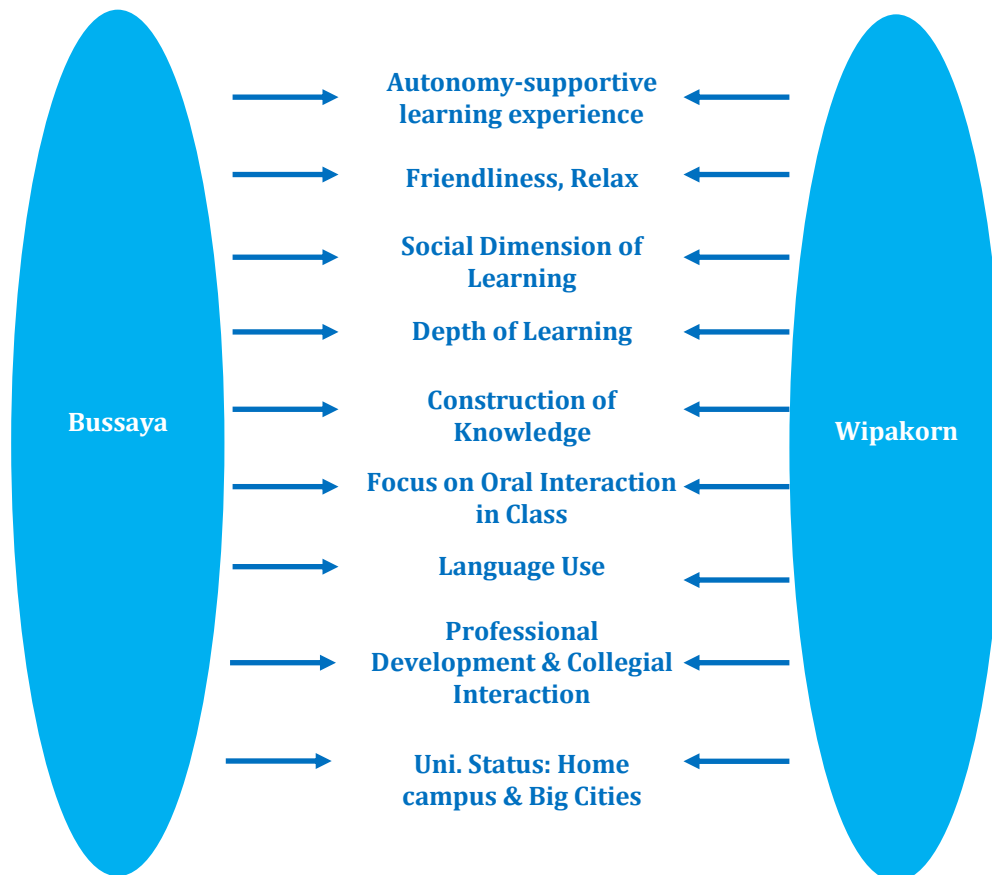 Autonomy-supportive
learning experience
Friendliness, Relax
Social Dimension of
Learning
Depth of Learning
Bussaya
Construction of
Knowledge
Wipakorn
Focus on Oral Interaction
in Class
Language Use
Professional
Development & Collegial
Interaction
Uni. Status: Home
campus & Big Cities